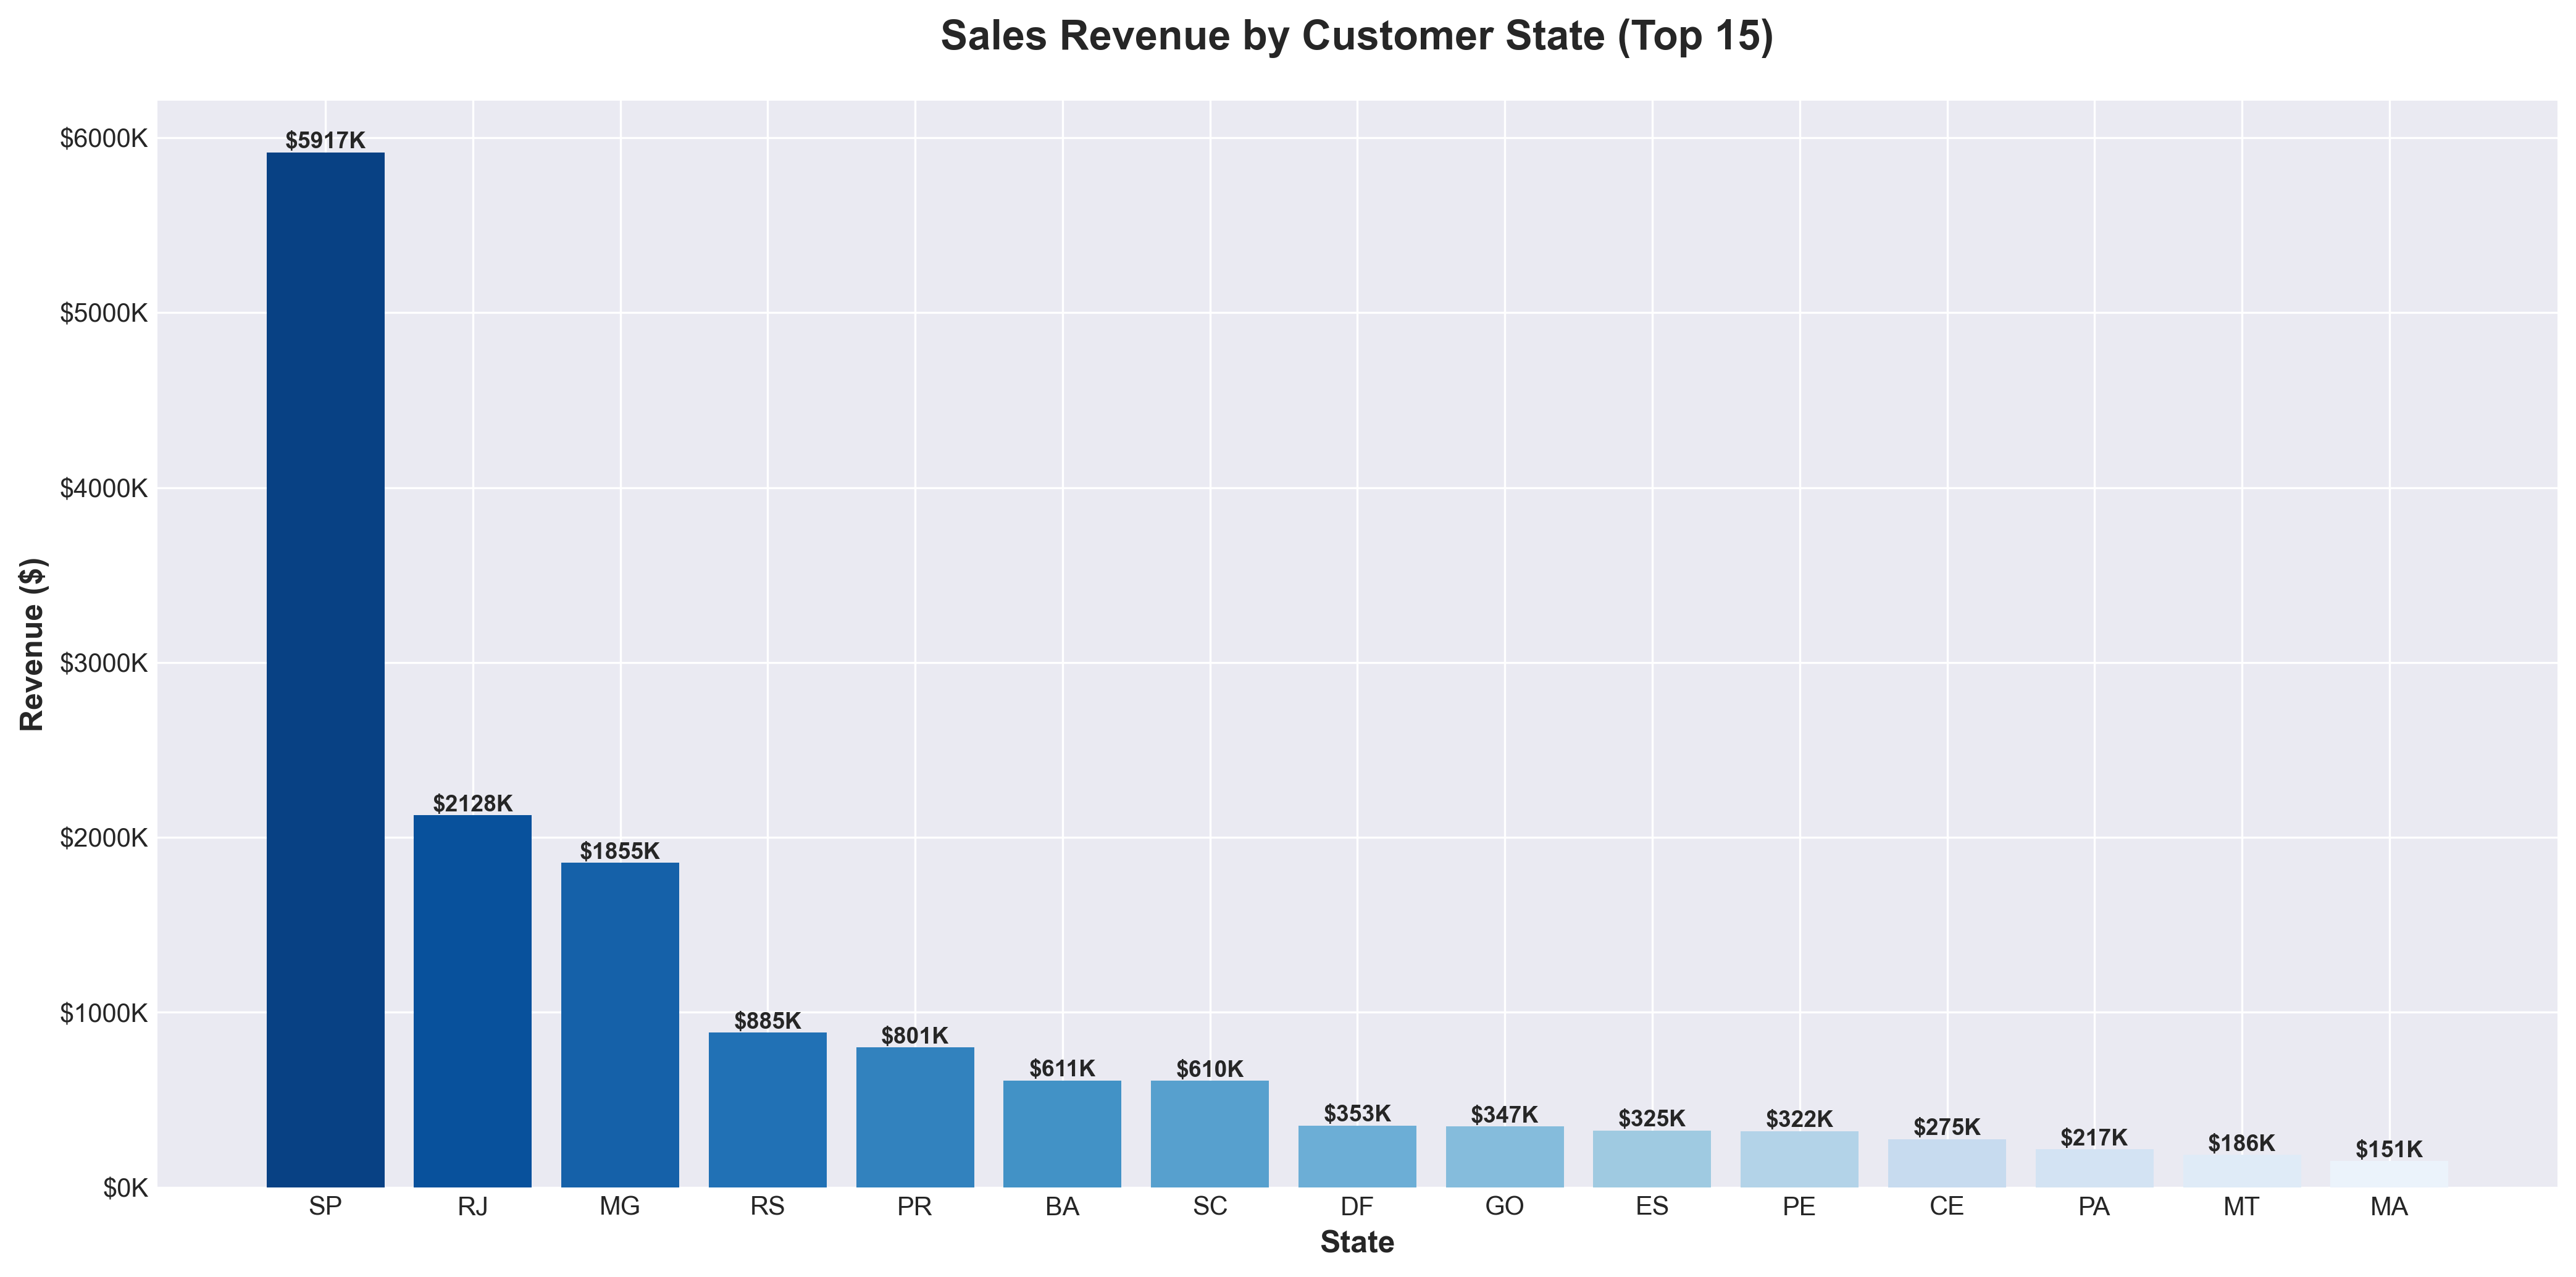 Sales Revenue by Customer State (Top 15)
Revenue ($)
$6000K
$5000K
$4000K
$3000K
$2000K
$1000K
$0K
$5917K
$2128K
$1855K
$885K
$801K
$611K
$610K
$353K
$347K
$325K
$322K
$275K
$217K
$186K
$151K
SP RJ MG RS PR BA SC DF GO ES PE CE PA MT MA
State